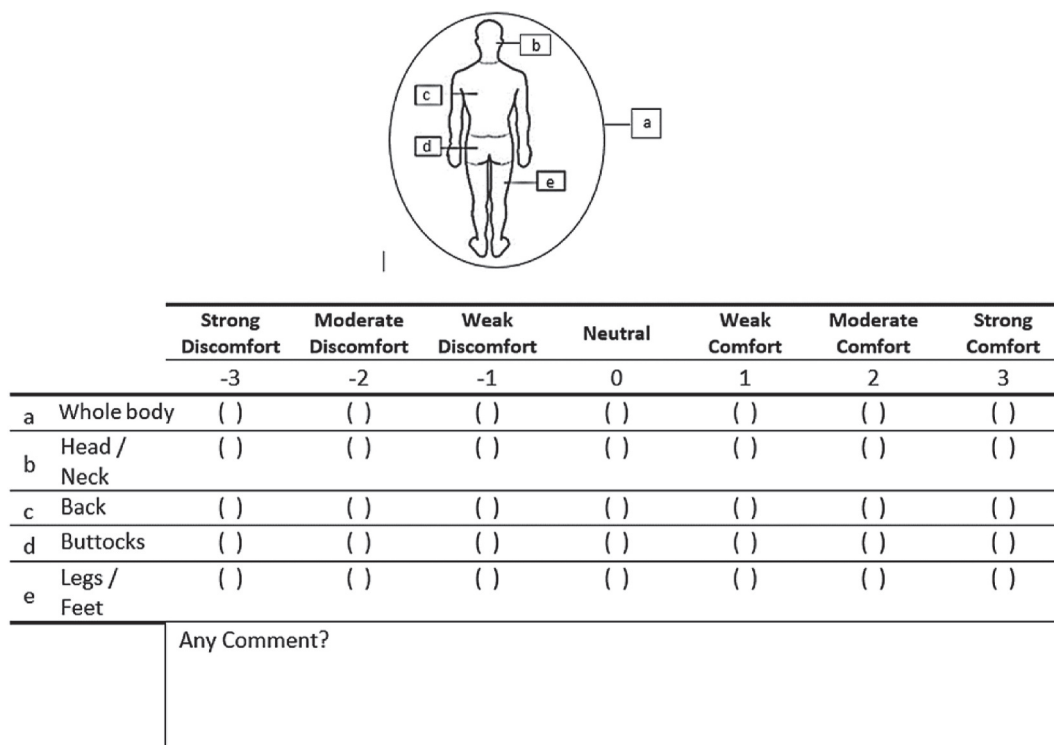 b
c
a
d
e
Strong Discomfort Moderate Discomfort Weak Discomfort Neutral Weak Comfort Moderate Comfort Strong Comfort
-3 -2 -1 0 1 2 3
a Whole body ( ) ( ) ( ) ( ) ( ) ( ) ( )
b Head / Neck ( ) ( ) ( ) ( ) ( ) ( ) ( )
c Back ( ) ( ) ( ) ( ) ( ) ( ) ( )
d Buttocks ( ) ( ) ( ) ( ) ( ) ( ) ( )
e Legs / Feet ( ) ( ) ( ) ( ) ( ) ( ) ( )
Any Comment?